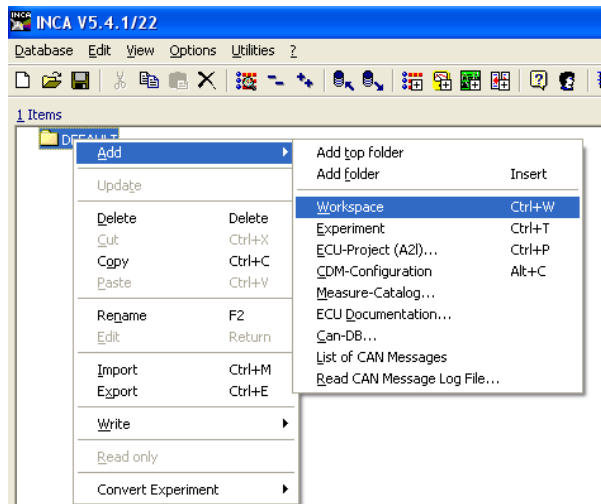 INCA V5.4.1/22
Database Edit View Options Utilities ?
1 Items
DEFAULT
Add
Update
Delete Delete
Cut Ctrl+X
Copy Ctrl+C
Paste Ctrl+V
Rename F2
Edit Return
Import Ctrl+M
Export Ctrl+E
Write
Read only
Convert Experiment
Add top folder
Add folder Insert
Workspace Ctrl+W
Experiment Ctrl+T
ECU-Project (A2l)... Ctrl+P
CDM-Configuration Alt+C
Measure-Catalog...
ECU Documentation...
Can-DB...
List of CAN Messages
Read CAN Message Log File...